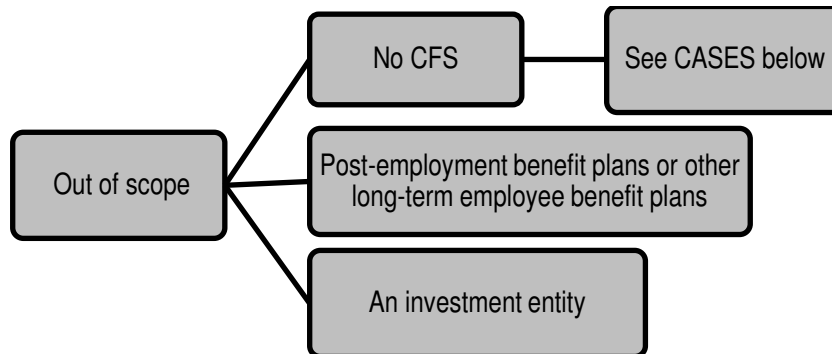 No CFS
See CASES below
Out of scope
Post-employment benefit plans or other
long-term employee benefit plans
An investment entity